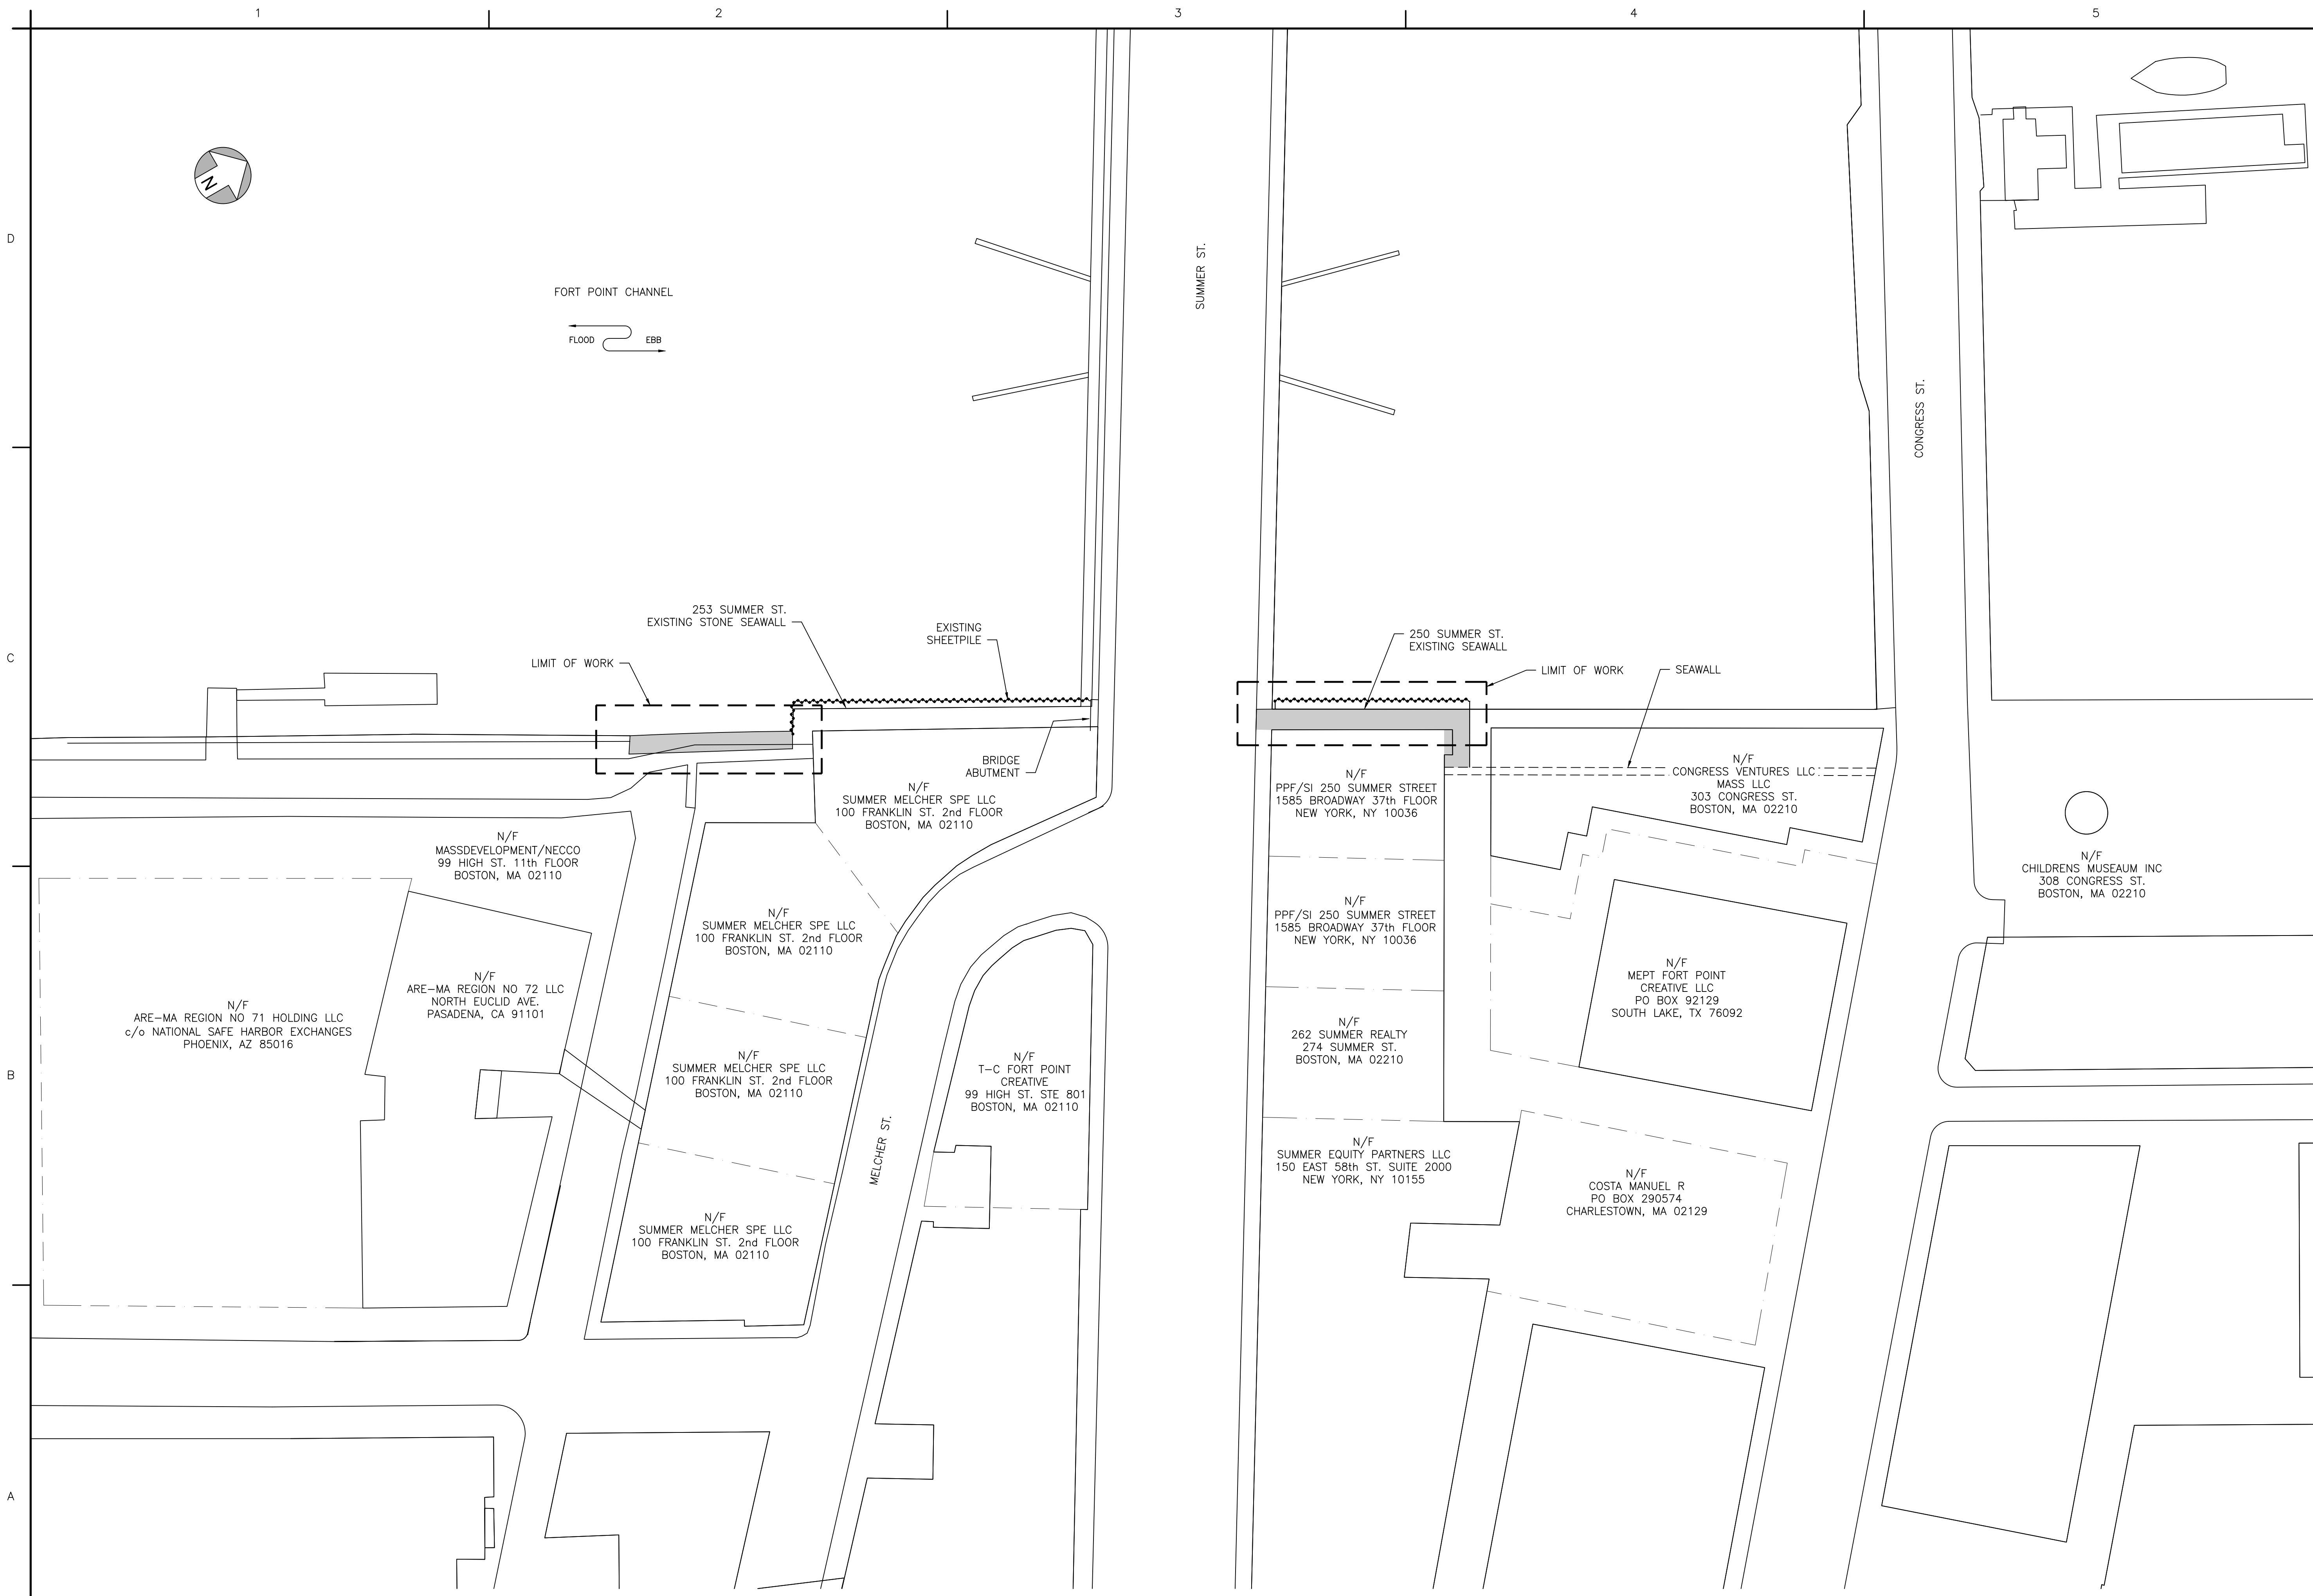 1
2
3
4
5
D
N
FORT POINT CHANNEL
FLOOD
EBB
SUMMER ST.
CONGRESS ST.
C
253 SUMMER ST.
EXISTING STONE SEAWALL
EXISTING
SHEETPILE
LIMIT OF WORK
250 SUMMER ST.
EXISTING SEAWALL
LIMIT OF WORK
SEAWALL
BRIDGE
ABUTMENT
N/F
SUMMER MELCHER SPE LLC
100 FRANKLIN ST. 2nd FLOOR
BOSTON, MA 02110
N/F
PPF/SI 250 SUMMER STREET
1585 BROADWAY 37th FLOOR
NEW YORK, NY 10036
N/F
CONGRESS VENTURES LLC
MASS LLC
303 CONGRESS ST.
BOSTON, MA 02210
N/F
MASSDEVELOPMENT/NECCO
99 HIGH ST. 11th FLOOR
BOSTON, MA 02110
N/F
CHILDRENS MUSEAUM INC
308 CONGRESS ST.
BOSTON, MA 02210
N/F
SUMMER MELCHER SPE LLC
100 FRANKLIN ST. 2nd FLOOR
BOSTON, MA 02110
N/F
PPF/SI 250 SUMMER STREET
1585 BROADWAY 37th FLOOR
NEW YORK, NY 10036
B
N/F
ARE-MA REGION NO 71 HOLDING LLC
c/o NATIONAL SAFE HARBOR EXCHANGES
PHOENIX, AZ 85016
N/F
ARE-MA REGION NO 72 LLC
NORTH EUCLID AVE.
PASADENA, CA 91101
N/F
MEPT FORT POINT
CREATIVE LLC
PO BOX 92129
SOUTH LAKE, TX 76092
N/F
262 SUMMER REALTY
274 SUMMER ST.
BOSTON, MA 02210
N/F
SUMMER MELCHER SPE LLC
100 FRANKLIN ST. 2nd FLOOR
BOSTON, MA 02110
N/F
T-C FORT POINT
CREATIVE
99 HIGH ST. STE 801
BOSTON, MA 02110
MELCHER ST.
N/F
SUMMER EQUITY PARTNERS LLC
150 EAST 58th ST. SUITE 2000
NEW YORK, NY 10155
N/F
COSTA MANUEL R
PO BOX 290574
CHARLESTOWN, MA 02129
N/F
SUMMER MELCHER SPE LLC
100 FRANKLIN ST. 2nd FLOOR
BOSTON, MA 02110
A